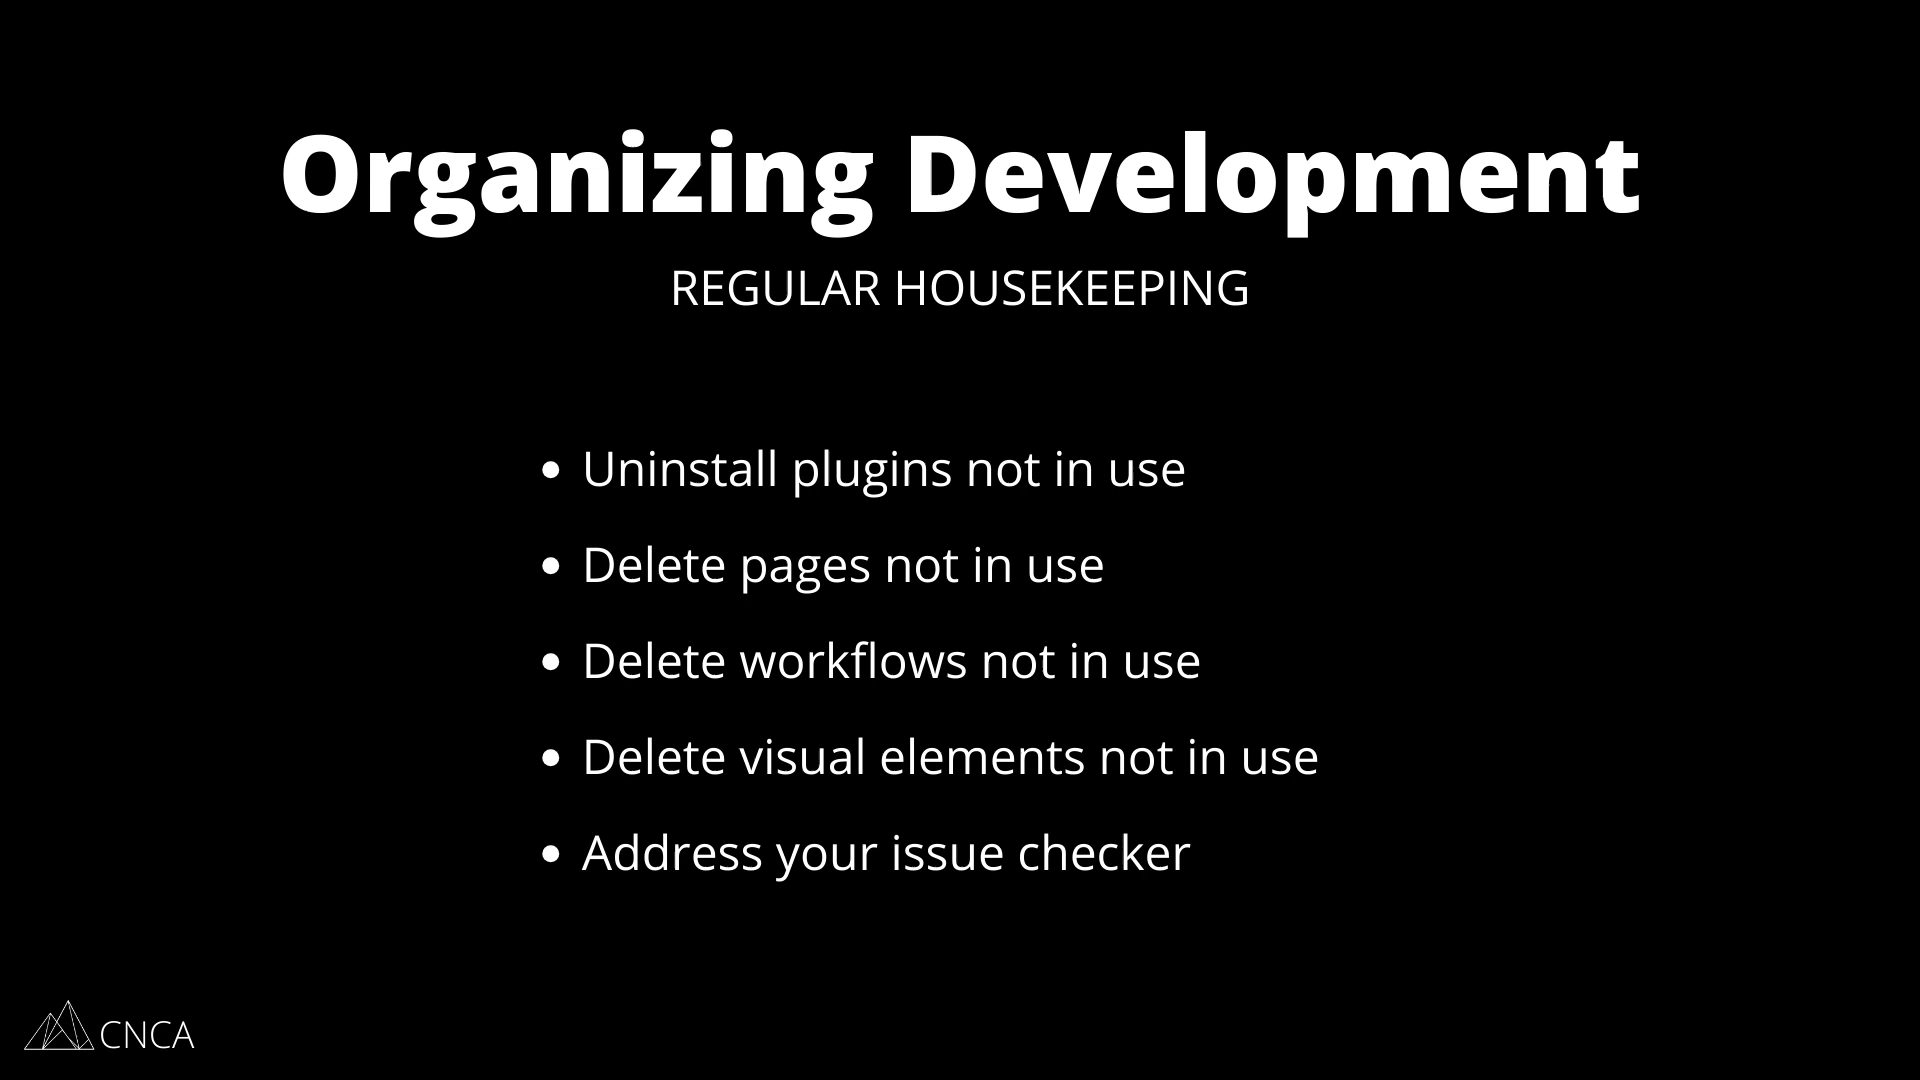 Organizing Development
REGULAR HOUSEKEEPING
• Uninstall plugins not in use
• Delete pages not in use
• Delete workflows not in use
• Delete visual elements not in use
• Address your issue checker
CNCA